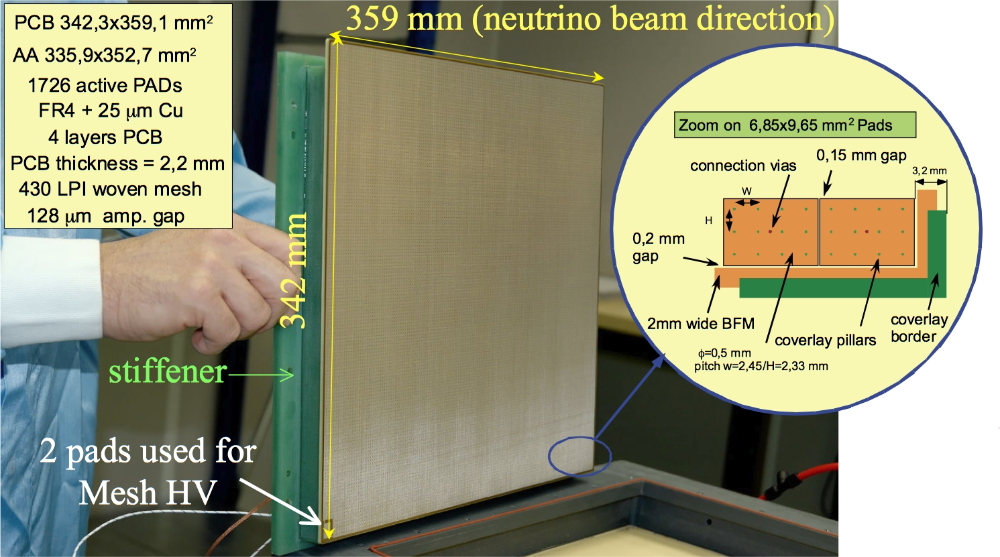 PCB 342,3x359,1 mm²
AA 335,9x352,7 mm²
1726 active PADs
FR4 + 25 μm Cu
4 layers PCB
PCB thickness = 2,2 mm
430 LPI woven mesh
128 μm amp. gap
359 mm (neutrino beam direction)
342 mm
stiffener
2 pads used for
Mesh HV
Zoom on 6,85x9,65 mm² Pads
connection vias
0,15 mm gap
3,2 mm
W
H
0,2 mm
gap
2mm wide BFM
coverlay pillars
coverlay
border
ϕ=0,5 mm
pitch w=2,45/H=2,33 mm